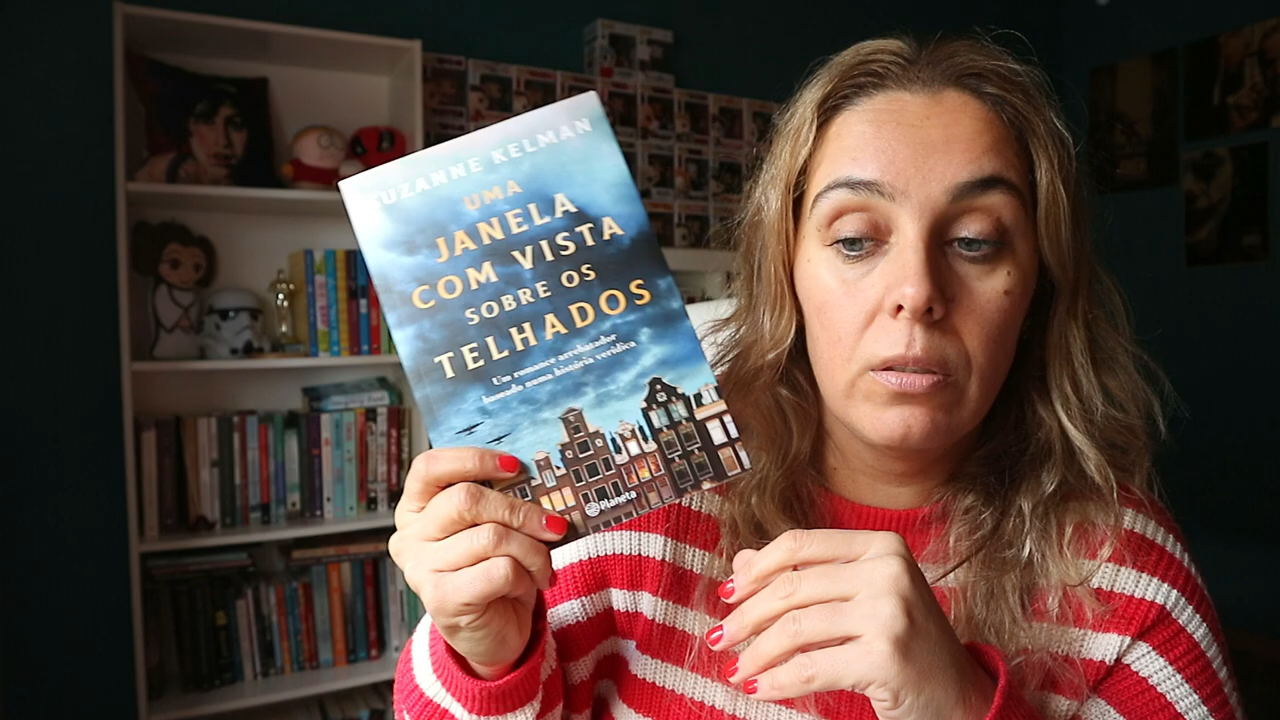 SUZANNE KELMAN
UMA
JANELA
COM VISTA
SOBRE OS
TELHADOS
Um romance arrebatador
baseado numa história verídica
Planeta